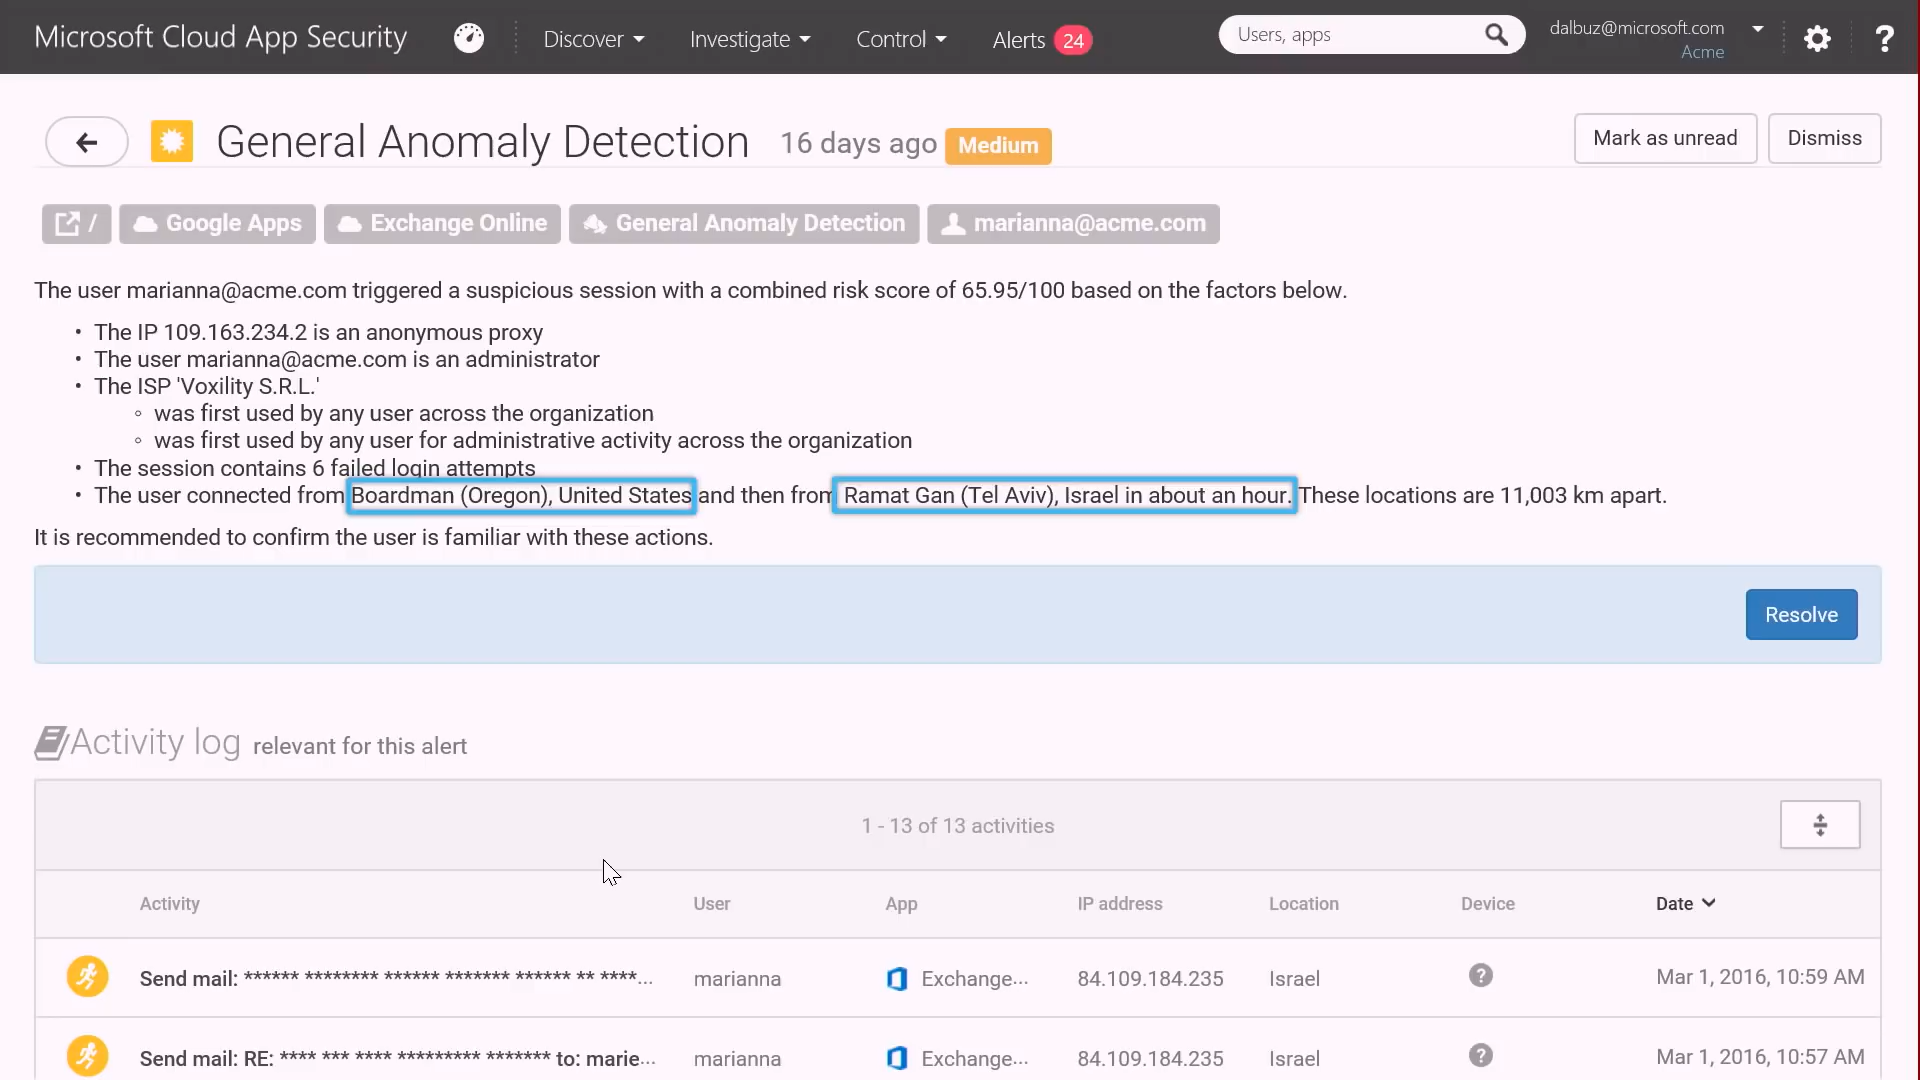 Microsoft Cloud App Security Discover Investigate Control Alerts 24 Users, apps dalbuz@microsoft.com
Acme
General Anomaly Detection 16 days ago Medium Mark as unread Dismiss
/ Google Apps Exchange Online General Anomaly Detection marianna@acme.com
The user marianna@acme.com triggered a suspicious session with a combined risk score of 65.95/100 based on the factors below.
• The IP 109.163.234.2 is an anonymous proxy
• The user marianna@acme.com is an administrator
• The ISP 'Voxility S.R.L.'
◦ was first used by any user across the organization
◦ was first used by any user for administrative activity across the organization
• The session contains 6 failed login attempts
• The user connected from Boardman (Oregon), United States and then from Ramat Gan (Tel Aviv), Israel in about an hour. These locations are 11,003 km apart.
It is recommended to confirm the user is familiar with these actions.
Resolve
Activity log relevant for this alert
1 - 13 of 13 activities
Activity User App IP address Location Device Date
Send mail: ****** ******** ****** ******* ****** ** ****... marianna Exchange... 84.109.184.235 Israel ? Mar 1, 2016, 10:59 AM
Send mail: RE: **** *** **** ********* ******* to: marie... marianna Exchange... 84.109.184.235 Israel ? Mar 1, 2016, 10:57 AM